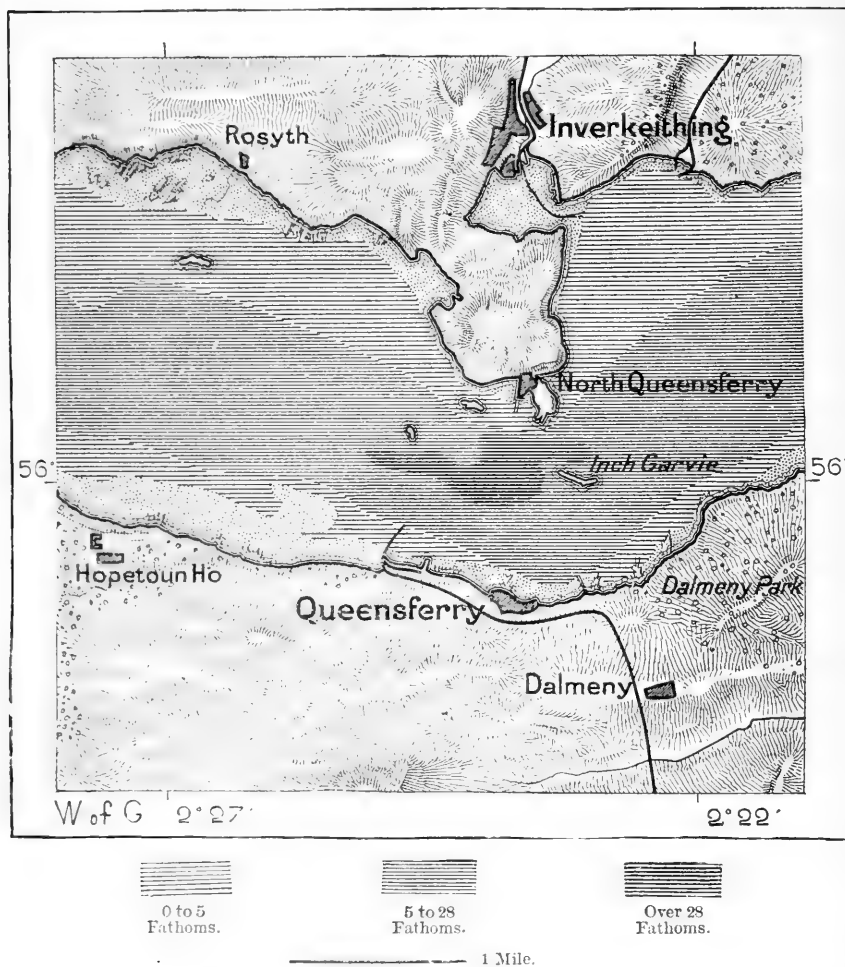 Inverkeithing
Rosyth
North Queensferry
Inch Garvie
56°
56°
Hopetoun Ho
Dalmeny Park
Queensferry
Dalmeny
W of G 2° 27' 2° 22'
0 to 5
Fathoms.
5 to 28
Fathoms.
Over 28
Fathoms.
1 Mile.